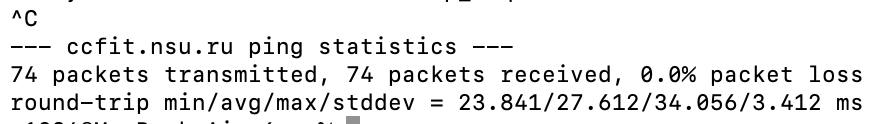 ^C
--- ccfit.nsu.ru ping statistics ---
74 packets transmitted, 74 packets received, 0.0% packet loss
round-trip min/avg/max/stddev = 23.841/27.612/34.056/3.412 ms